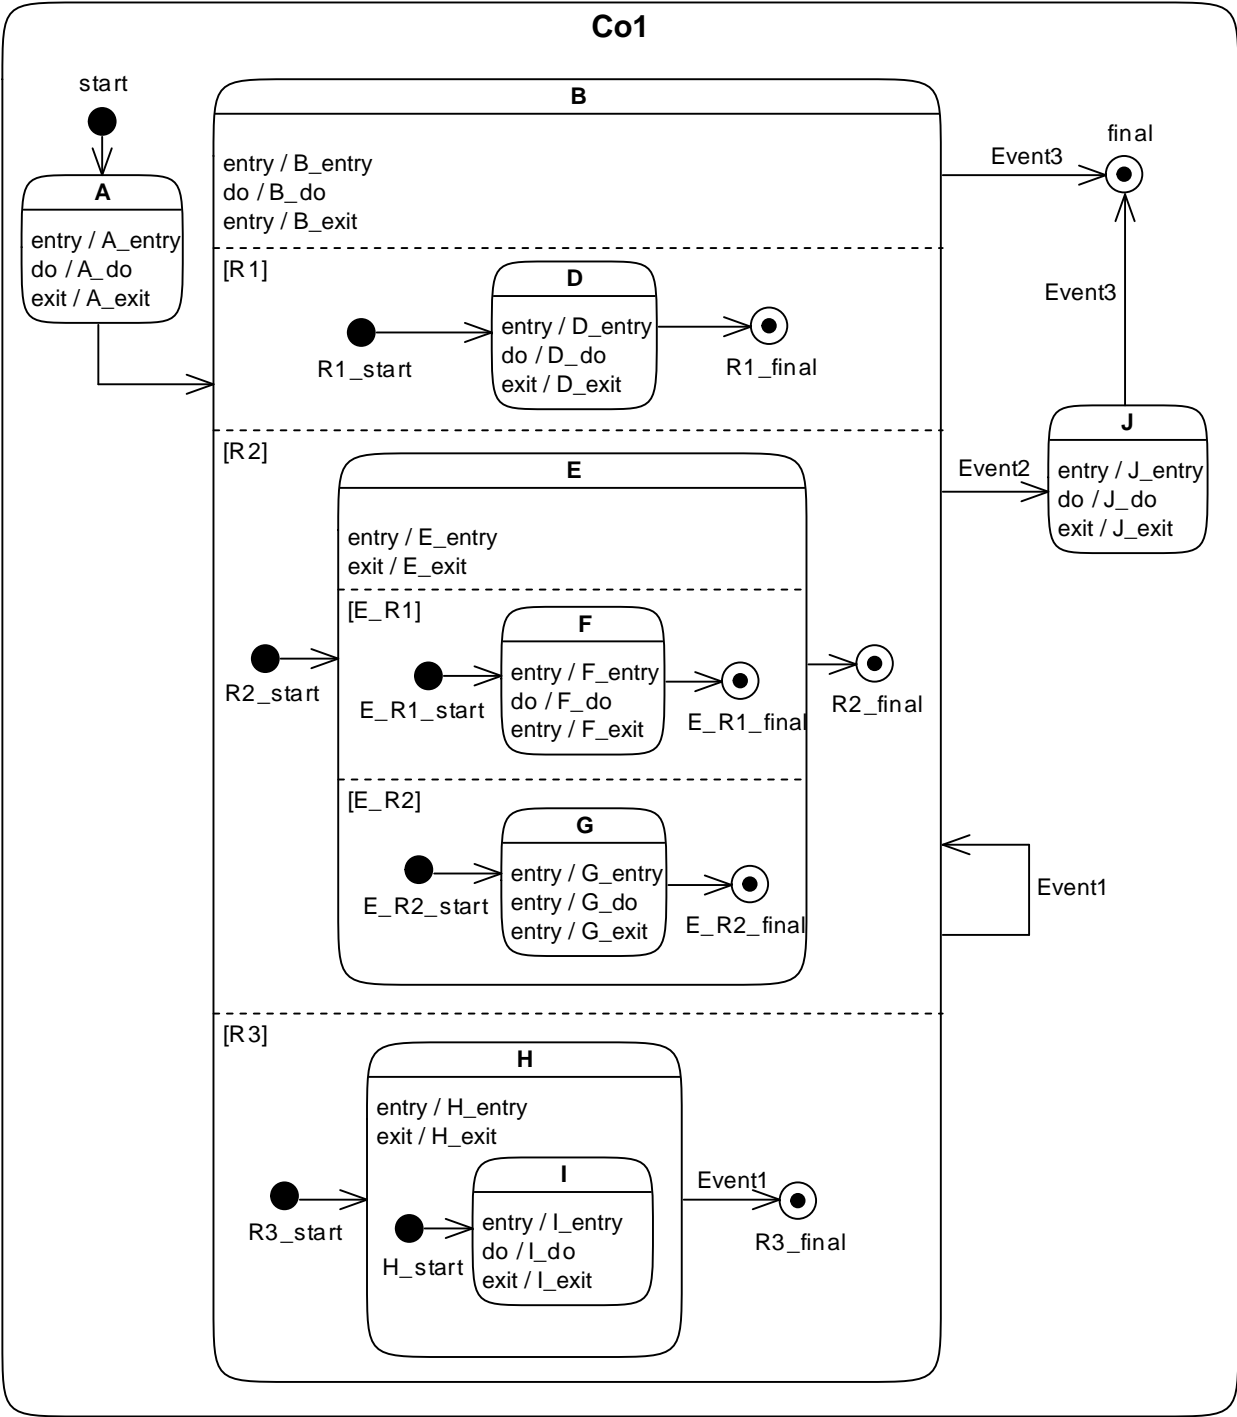 Co1
start
A
entry / A_entry
do / A_do
exit / A_exit
B
entry / B_entry
do / B_do
entry / B_exit
Event3
final
[R1]
D
entry / D_entry
do / D_do
exit / D_exit
R1_start
R1_final
Event3
[R2]
E
entry / E_entry
exit / E_exit
Event2
J
entry / J_entry
do / J_do
exit / J_exit
[E_R1]
F
entry / F_entry
do / F_do
entry / F_exit
R2_start
E_R1_start
E_R1_final
R2_final
[E_R2]
G
entry / G_entry
entry / G_do
entry / G_exit
E_R2_start
E_R2_final
Event1
[R3]
H
entry / H_entry
exit / H_exit
I
entry / I_entry
do / I_do
exit / I_exit
R3_start
H_start
Event1
R3_final